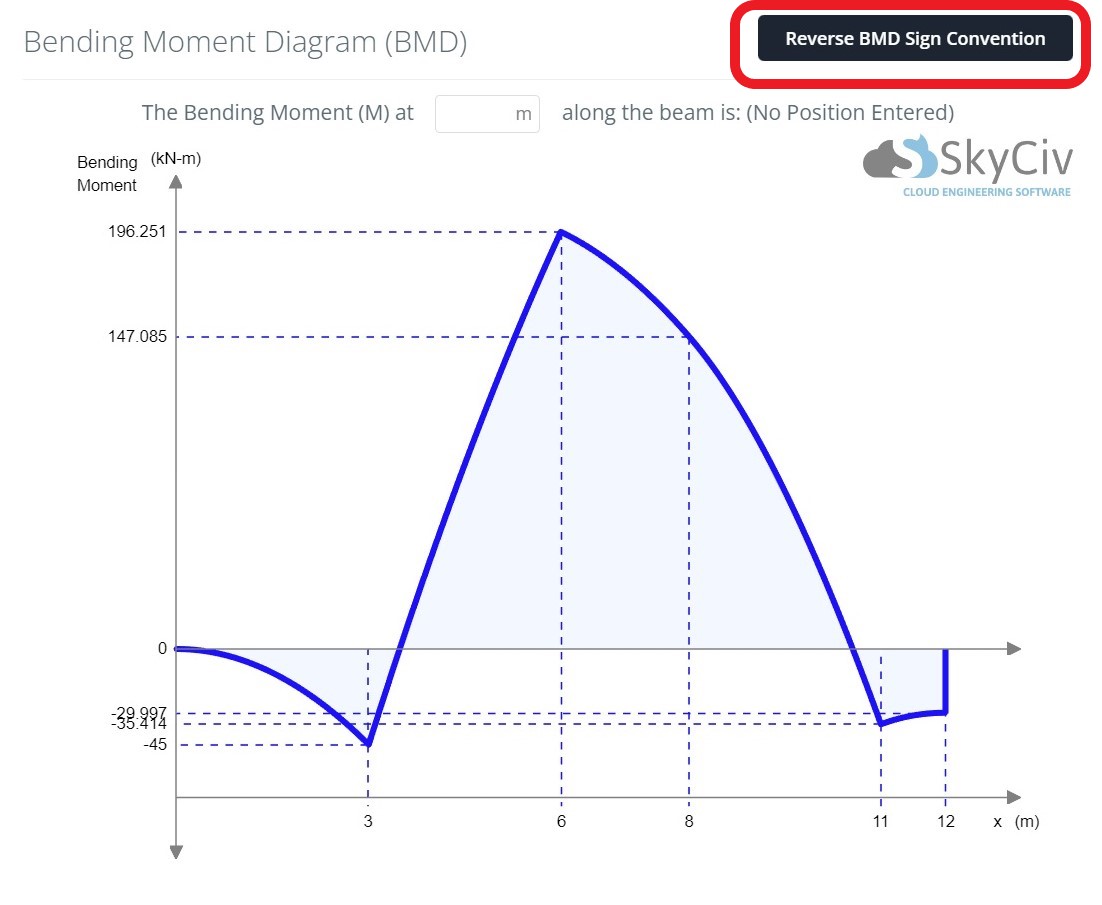 Bending Moment Diagram (BMD)
Reverse BMD Sign Convention
The Bending Moment (M) at m along the beam is: (No Position Entered)
SkyCiv
CLOUD ENGINEERING SOFTWARE
Bending (kN-m)
Moment
196.251
147.085
0
-29.997
-35.414
-45
3 6 8 11 12 x (m)